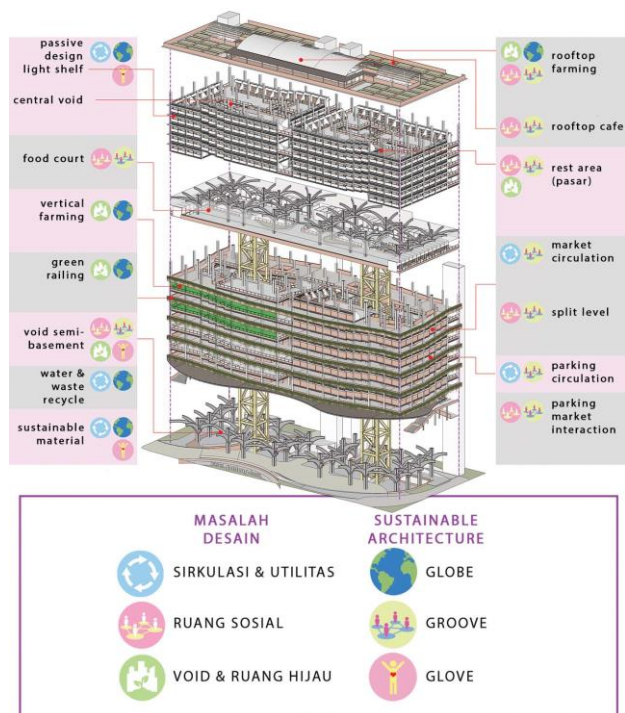 passive
design
light shelf
central void
food court
vertical
farming
green
railing
void semi-
basement
water &
waste
recycle
sustainable
material
rooftop
farming
rooftop cafe
rest area
(pasar)
market
circulation
split level
parking
circulation
parking
market
interaction
MASALAH
DESAIN
SIRKULASI & UTILITAS
RUANG SOSIAL
VOID & RUANG HIJAU
SUSTAINABLE
ARCHITECTURE
GLOBE
GROOVE
GLOVE